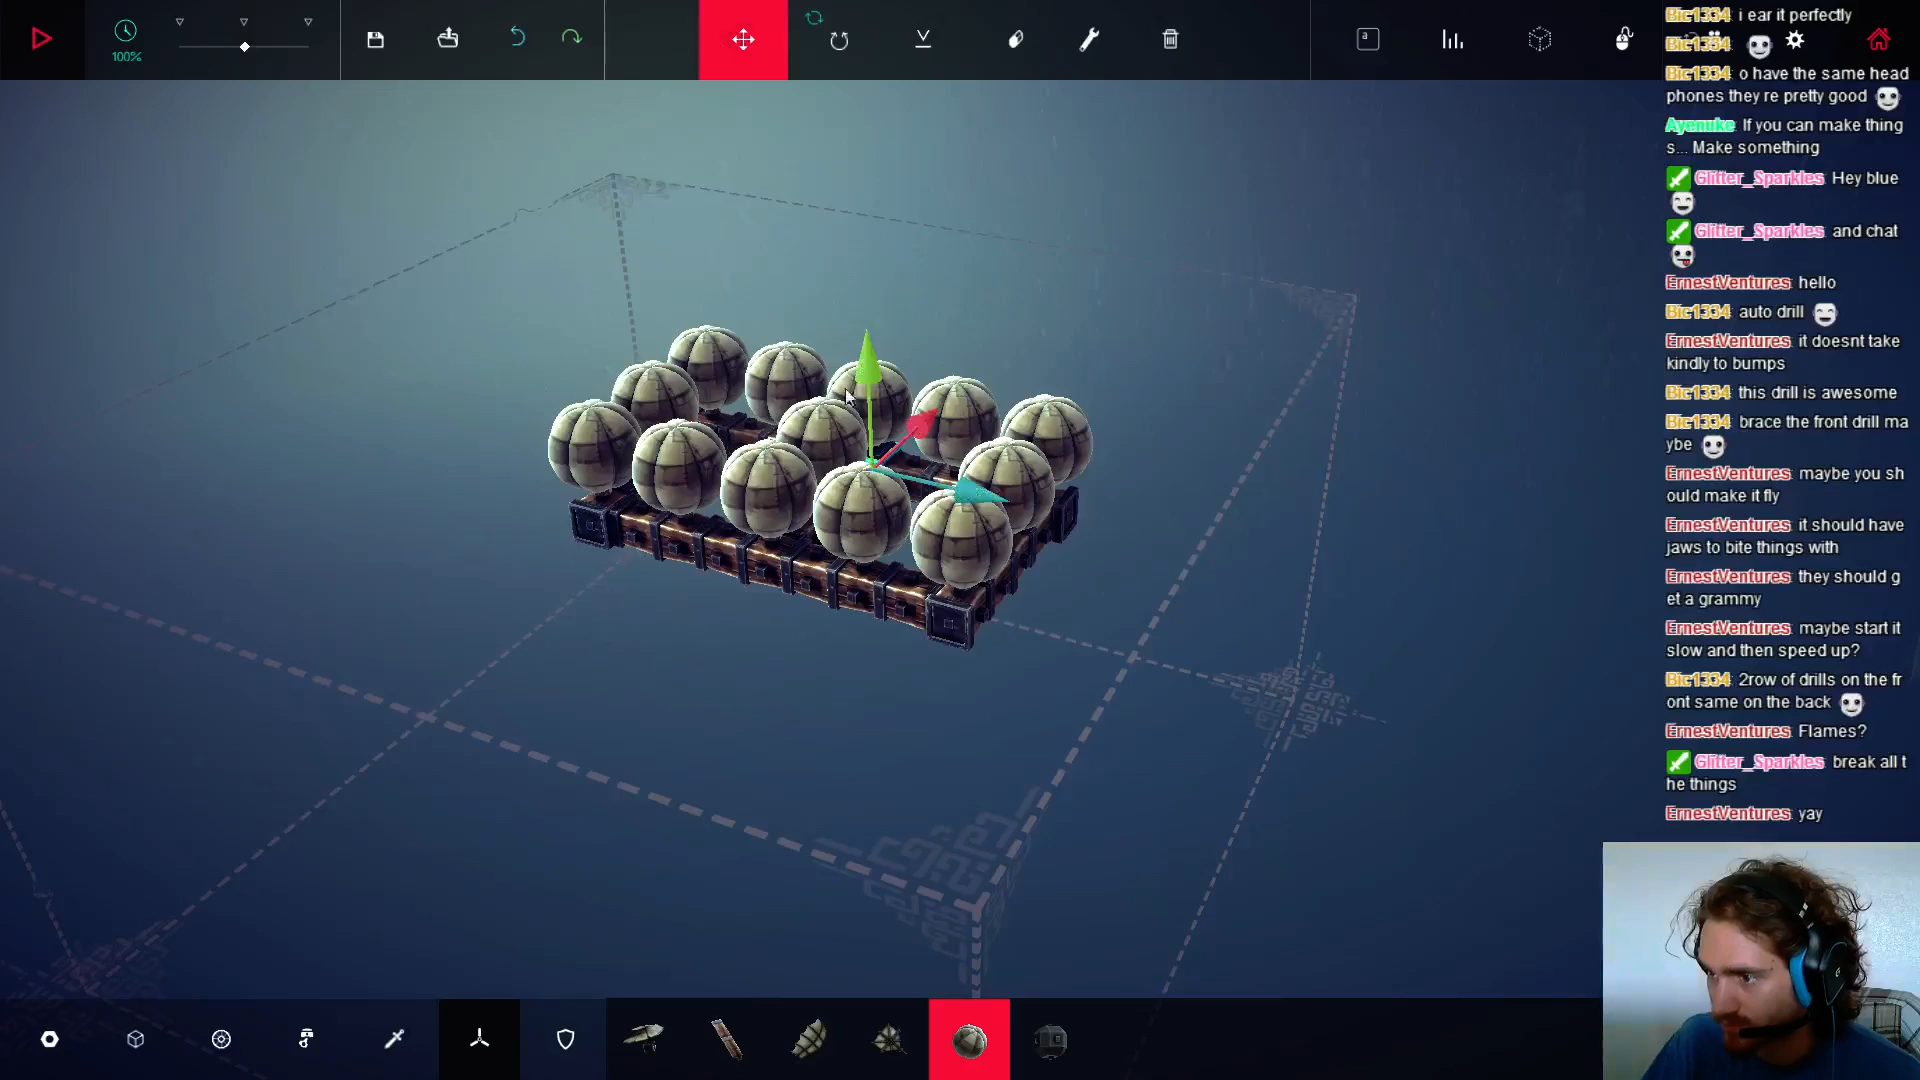 100%
a
Bic1334: i ear it perfectly
Bic1334:
Bic1334: o have the same head
phones they re pretty good
Ayenuke: If you can make thing
s... Make something
Glitter_Sparkles: Hey blue
Glitter_Sparkles: and chat
ErnestVentures: hello
Bic1334: auto drill
ErnestVentures: it doesnt take
kindly to bumps
Bic1334: this drill is awesome
Bic1334: brace the front drill ma
ybe
ErnestVentures: maybe you sh
ould make it fly
ErnestVentures: it should have
jaws to bite things with
ErnestVentures: they should g
et a grammy
ErnestVentures: maybe start it
slow and then speed up?
Bic1334: 2row of drills on the fr
ont same on the back
ErnestVentures: Flames?
Glitter_Sparkles: break all t
he things
ErnestVentures: yay